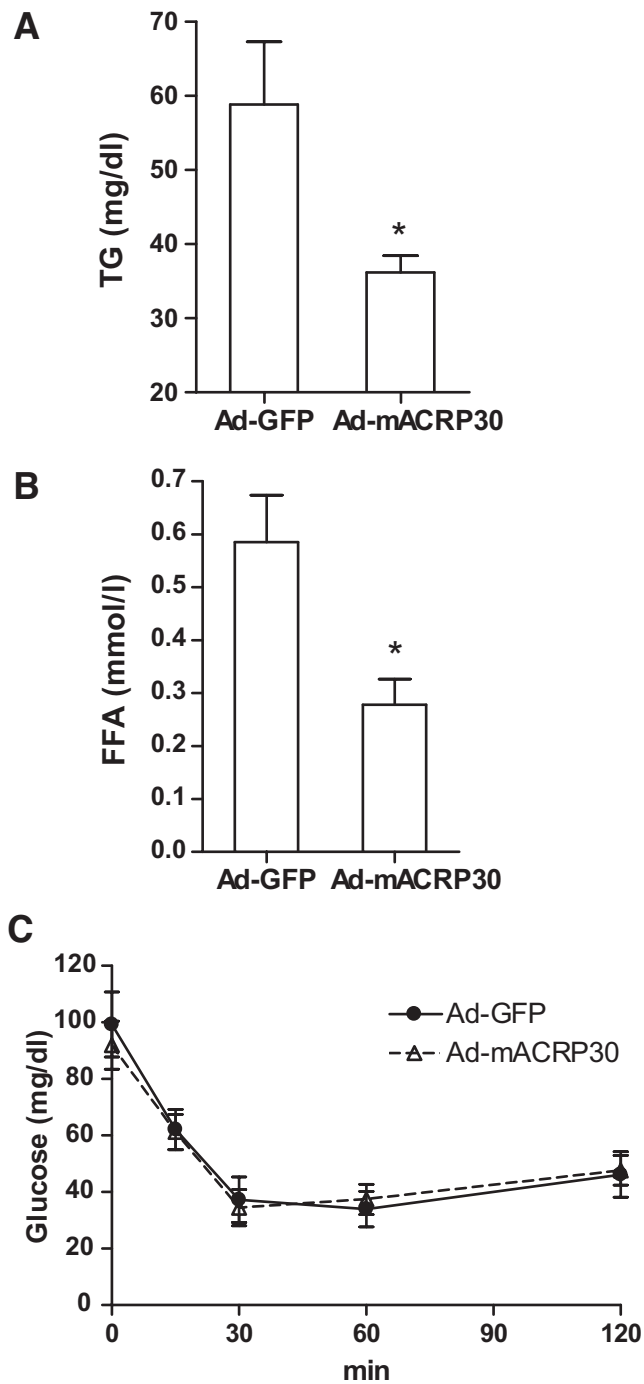 A
70
60
50
40
30
20
TG (mg/dl)
*
Ad-GFP Ad-mACRP30
B
0.7
0.6
0.5
0.4
0.3
0.2
0.1
0.0
FFA (mmol/l)
*
Ad-GFP Ad-mACRP30
C
120
100
80
60
40
20
0
Glucose (mg/dl)
Ad-GFP
Ad-mACRP30
0 30 60 90 120
min